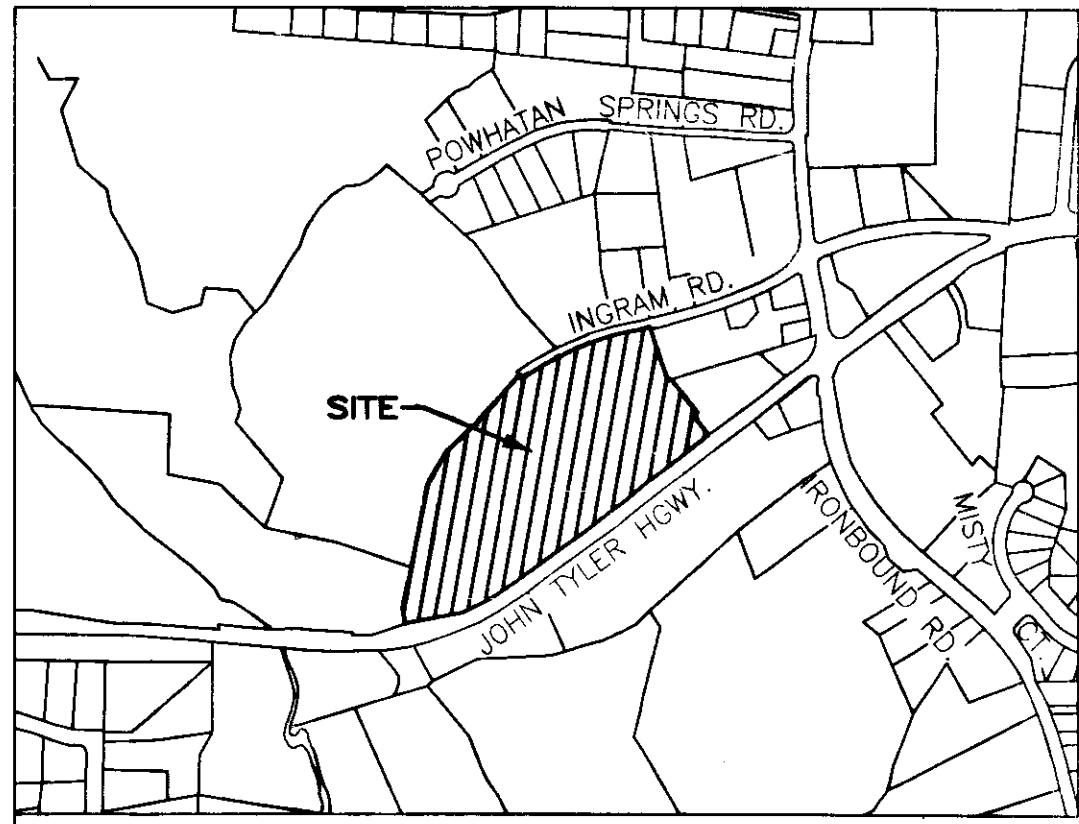 POWHATAN SPRINGS RD.
INGRAM RD.
SITE
JOHN TYLER HGWY.
IRONBOUND RD.
MISTY CT.